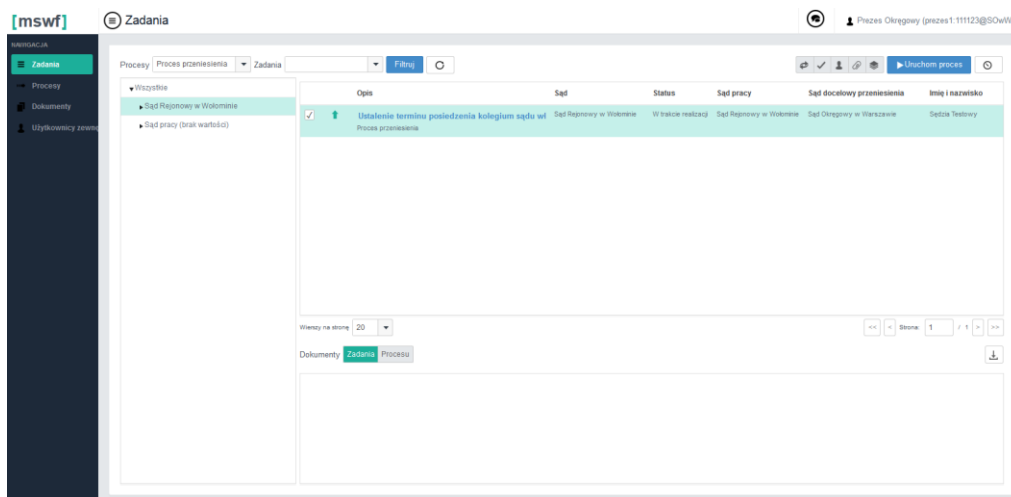 [mswf]
Zadania
Prezes Okręgowy (prezes1:111123@SOwW
NAWIGACJA
Zadania
Procesy
Dokumenty
Użytkownicy zewnę
Procesy Proces przeniesienia Zadania Filtruj Uruchom proces
Wszystkie
Sąd Rejonowy w Wołominie
Sąd pracy (brak wartości)
Opis Sąd Status Sąd pracy Sąd docelowy przeniesienia Imię i nazwisko
Ustalenie terminu posiedzenia kolegium sądu wł Sąd Rejonowy w Wołominie W trakcie realizacji Sąd Rejonowy w Wołominie Sąd Okręgowy w Warszawie Sędzia Testowy
Proces przeniesienia
Wierszy na stronę 20 << < Strona: 1 / 1 > >>
Dokumenty Zadania Procesu